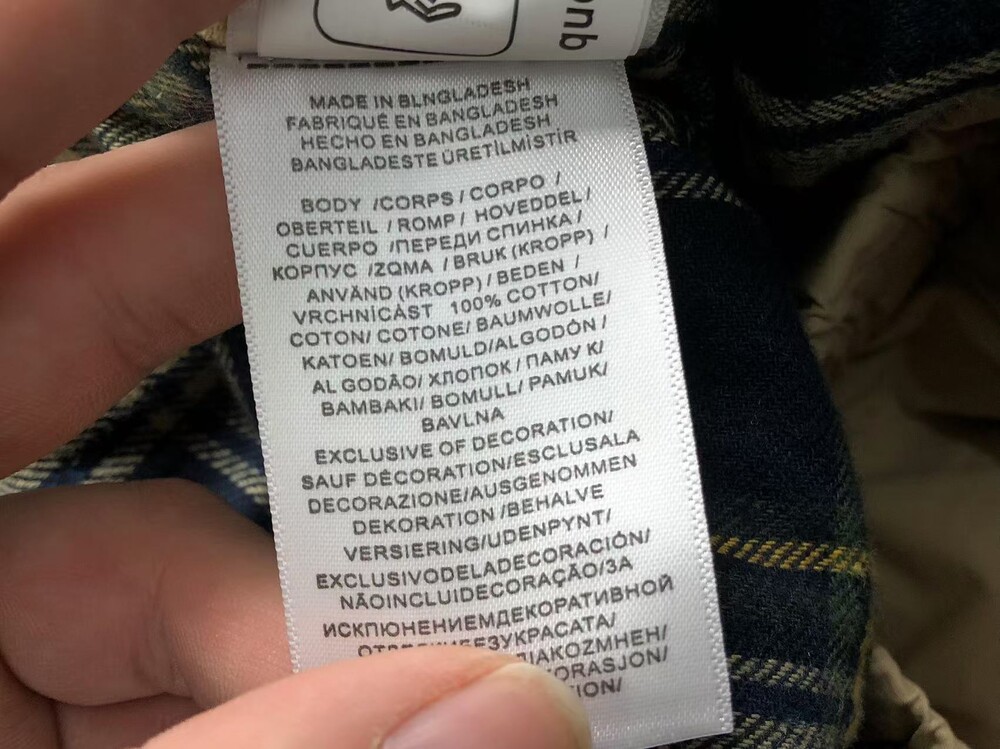 MADE IN BLNGLADESH
FABRIQUÉ EN BANGLADESH
HECHO EN BANGLADESH
BANGLADESTE ÜRETİLMİSTİR
BODY /CORPS / CORPO /
OBERTEIL / ROMP / HOVEDDEL /
CUERPO /ПЕРЕДИ СПИНКА /
КОРПУС /ZQMA / BRUK (KROPP) /
ANVÄND (KROPP) / BEDEN /
VRCHNÍCÁST 100% COTTON/
COTON/ COTONE/ BAUMWOLLE/
KATOEN/ BOMULD/ALGODÓN /
AL GODÃO/ ХЛОПОК / ПАМУ К/
BAMBAKI/ BOMULL/ PAMUK/
BAVLNA
EXCLUSIVE OF DECORATION/
SAUF DÉCORATION/ESCLUSALA
DECORAZIONE/AUSGENOMMEN
DEKORATION /BEHALVE
VERSIERING/UDENPYNT/
EXCLUSIVODELADECORACIÓN/
NÃOINCLUIDECORAÇÃO/ЗА
ИСКПЮНЕНИЕМДЕКОРАТИВНОЙ